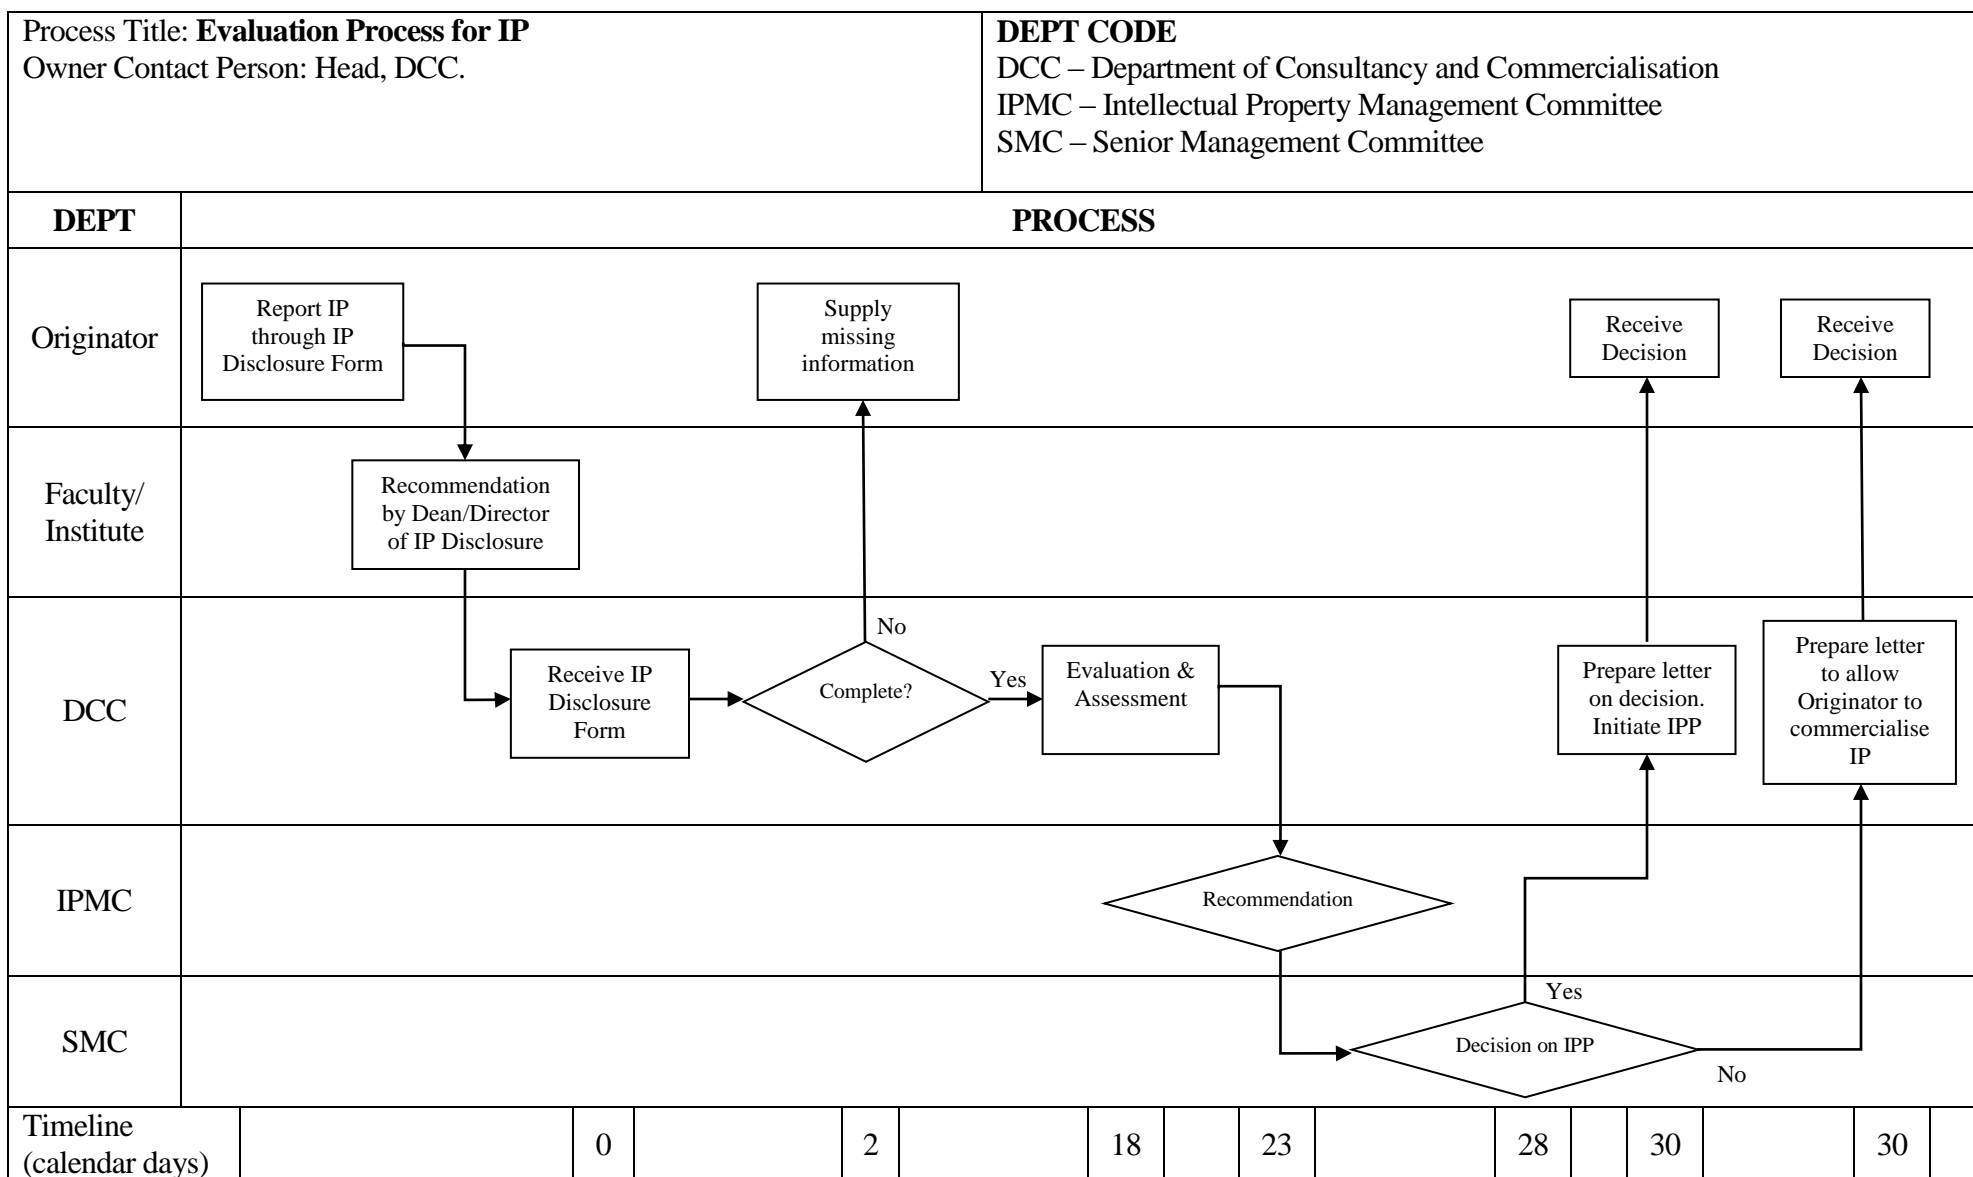 Process Title: Evaluation Process for IP
Owner Contact Person: Head, DCC.
DEPT CODE
DCC – Department of Consultancy and Commercialisation
IPMC – Intellectual Property Management Committee
SMC – Senior Management Committee
DEPT
PROCESS
Originator
Report IP
through IP
Disclosure Form
Supply
missing
information
Receive
Decision
Receive
Decision
Faculty/
Institute
Recommendation
by Dean/Director
of IP Disclosure
DCC
Receive IP
Disclosure
Form
Complete?
No
Yes
Evaluation &
Assessment
Prepare letter
on decision.
Initiate IPP
Prepare letter
to allow
Originator to
commercialise
IP
IPMC
Recommendation
SMC
Decision on IPP
Yes
No
Timeline
(calendar days)
0
2
18
23
28
30
30